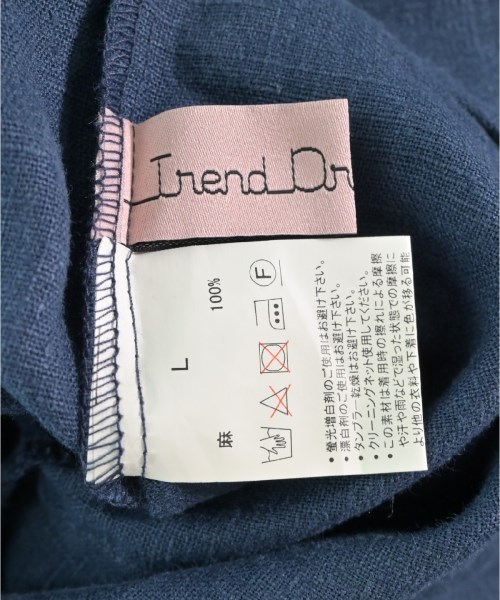 Trend_Dr
L
麻 100%
F
• 螢光増白剤のご使用はお避け下さい。
• 漂白剤のご使用はお避け下さい。
• タンブラー乾燥はお避け下さい。
• クリーニングネット使用してください。
• この素材は着用時の擦れによる摩擦
や汗や雨などで湿った状態での摩擦に
より他の衣料や下着に色が移る可能